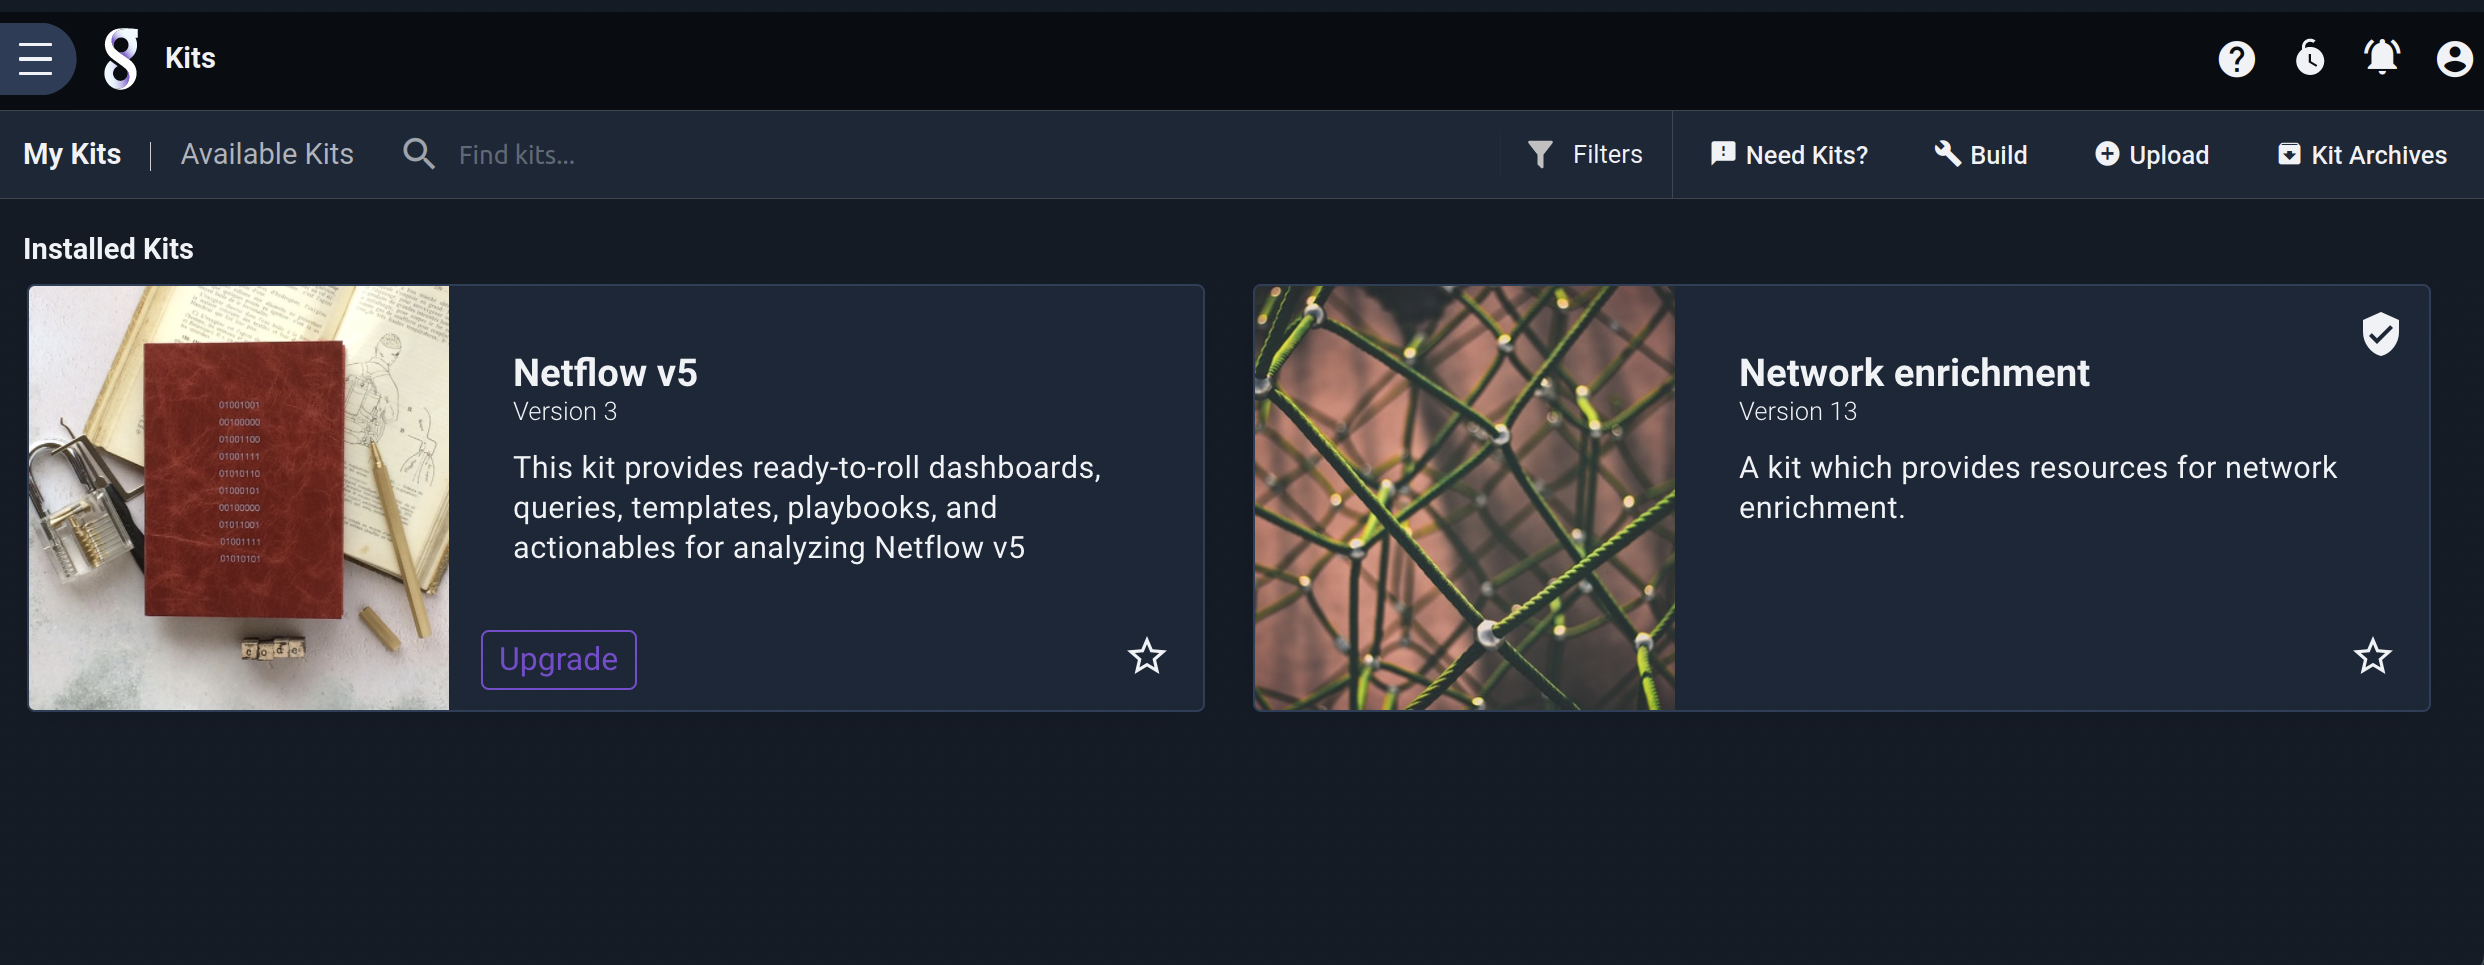 Kits
My Kits
Available Kits
Find kits...
Filters
Need Kits?
Build
Upload
Kit Archives
Installed Kits
01001001
00100000
01001100
01001111
01010110
01000101
00100000
01011001
01001111
01010101
code
Netflow v5
Version 3
This kit provides ready-to-roll dashboards,
queries, templates, playbooks, and
actionables for analyzing Netflow v5
Upgrade
Network enrichment
Version 13
A kit which provides resources for network
enrichment.